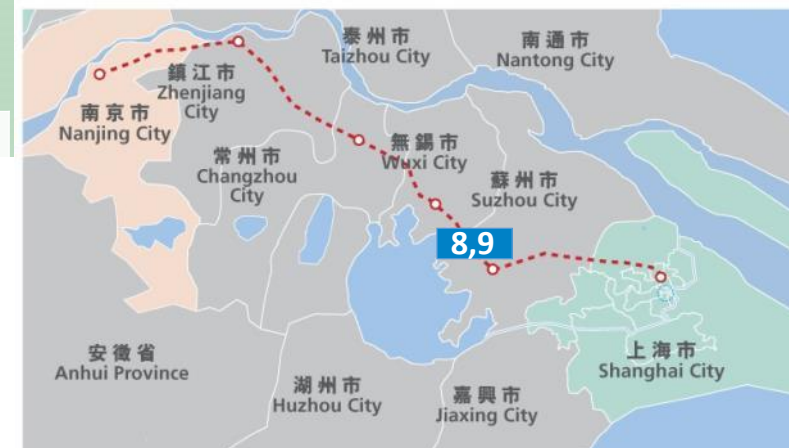 泰州市
Taizhou City
南通市
Nantong City
鎮江市
Zhenjiang
City
南京市
Nanjing City
無錫市
Wuxi City
常州市
Changzhou
City
蘇州市
Suzhou City
8,9
安徽省
Anhui Province
上海市
Shanghai City
湖州市
Huzhou City
嘉興市
Jiaxing City